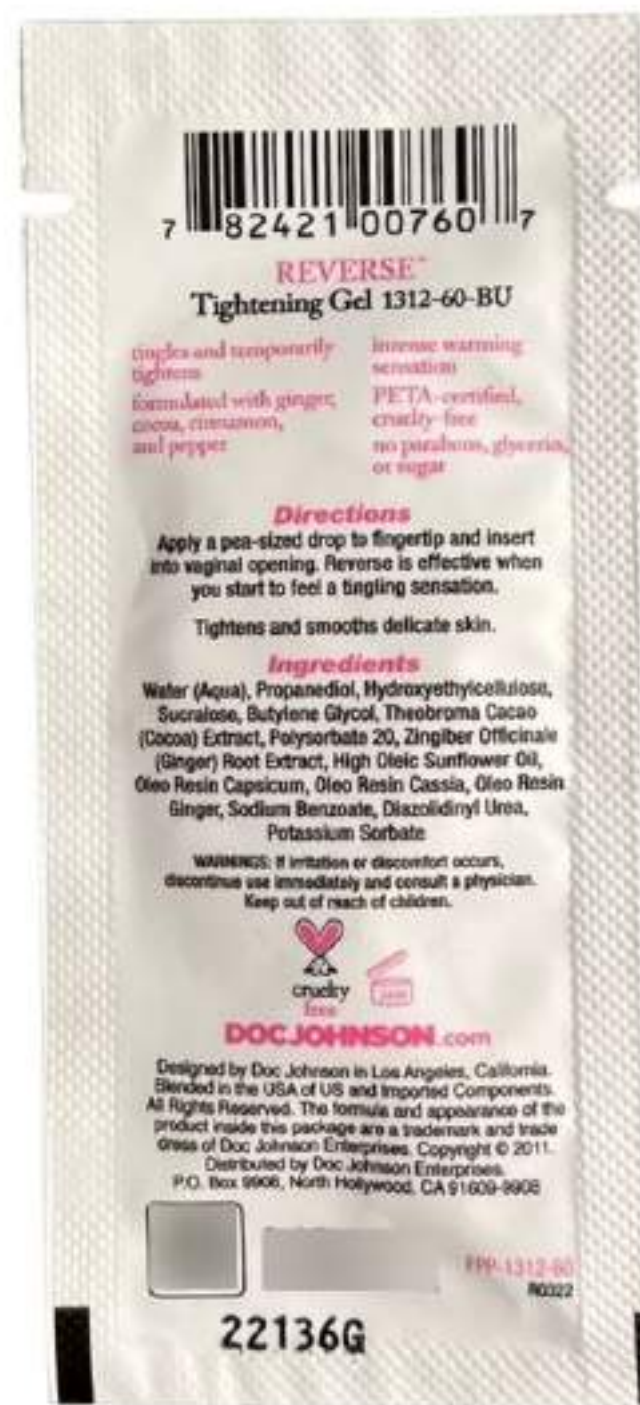 7 82421 00760 7
REVERSE™
Tightening Gel 1312-60-BU
tingles and temporarily
tightens
formulated with ginger,
cocoa, cinnamon,
and pepper
intense warming
sensation
PETA-certified,
cruelty-free
no parabens, glycerin,
or sugar
Directions
Apply a pea-sized drop to fingertip and insert
into vaginal opening. Reverse is effective when
you start to feel a tingling sensation.
Tightens and smooths delicate skin.
Ingredients
Water (Aqua), Propanediol, Hydroxyethylcellulose,
Sucralose, Butylene Glycol, Theobroma Cacao
(Cocoa) Extract, Polysorbate 20, Zingiber Officinale
(Ginger) Root Extract, High Oleic Sunflower Oil,
Oleo Resin Capsicum, Oleo Resin Cassia, Oleo Resin
Ginger, Sodium Benzoate, Diazolidinyl Urea,
Potassium Sorbate
WARNINGS: If irritation or discomfort occurs,
discontinue use immediately and consult a physician.
Keep out of reach of children.
cruelty
free
DOCJOHNSON.com
Designed by Doc Johnson in Los Angeles, California.
Blended in the USA of US and Imported Components.
All Rights Reserved. The formula and appearance of the
product inside this package are a trademark and trade
dress of Doc Johnson Enterprises. Copyright © 2011.
Distributed by Doc Johnson Enterprises.
P.O. Box 9908, North Hollywood, CA 91609-9908
FPP-1312-60
R0322
22136G